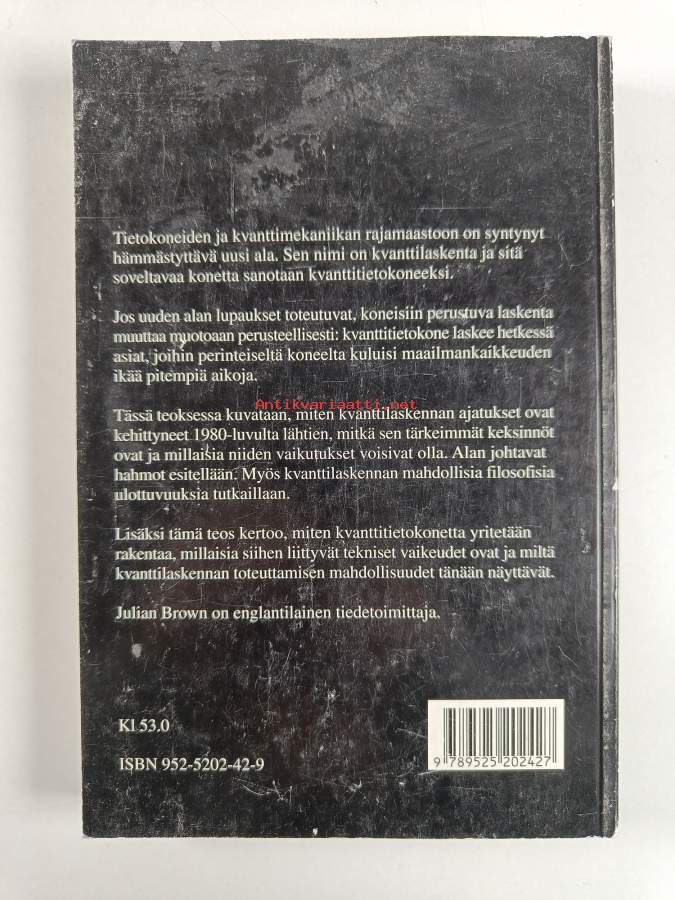 Tietokoneiden ja kvanttimekaniikan rajamaastoon on syntynyt
hämmästyttävä uusi ala. Sen nimi on kvanttilaskenta ja sitä
soveltavaa konetta sanotaan kvanttitietokoneeksi.
Jos uuden alan lupaukset toteutuvat, koneisiin perustuva laskenta
muuttaa muotoaan perusteellisesti: kvanttitietokone laskee hetkessä
asiat, joihin perinteiseltä koneelta kuluisi maailmankaikkeuden
ikää pitempiä aikoja.
Antikvariaatti.net
Tässä teoksessa kuvataan, miten kvanttilaskennan ajatukset ovat
kehittyneet 1980-luvulta lähtien, mitkä sen tärkeimmät keksinnöt
ovat ja millaisia niiden vaikutukset voisivat olla. Alan johtavat
hahmot esitellään. Myös kvanttilaskennan mahdollisia filosofisia
ulottuvuuksia tutkaillaan.
Lisäksi tämä teos kertoo, miten kvanttitietokonetta yritetään
rakentaa, millaisia siihen liittyvät tekniset vaikeudet ovat ja miltä
kvanttilaskennan toteuttamisen mahdollisuudet tänään näyttävät.
Julian Brown on englantilainen tiedetoimittaja.
Kl 53.0
ISBN 952-5202-42-9
9 789525 202427